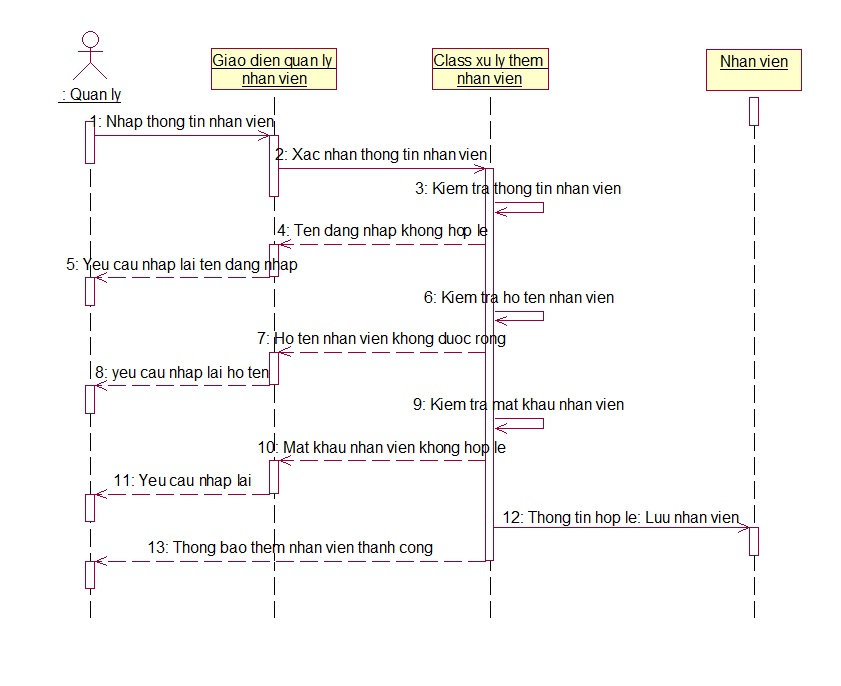 Giao dien quan ly
nhan vien
Class xu ly them
nhan vien
Nhan vien
: Quan ly
1: Nhap thong tin nhan vien
2: Xac nhan thong tin nhan vien
3: Kiem tra thong tin nhan vien
4: Ten dang nhap khong hop le
5: Yeu cau nhap lai ten dang nhap
6: Kiem tra ho ten nhan vien
7: Ho ten nhan vien khong duoc rong
8: yeu cau nhap lai ho ten
9: Kiem tra mat khau nhan vien
10: Mat khau nhan vien khong hop le
11: Yeu cau nhap lai
12: Thong tin hop le: Luu nhan vien
13: Thong bao them nhan vien thanh cong